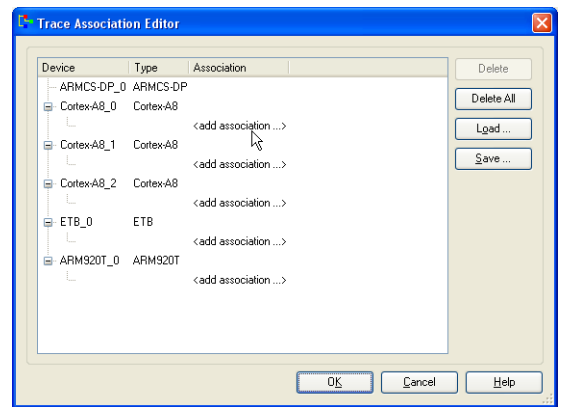 Trace Association Editor
Device Type Association
ARMCS-DP_0 ARMCS-DP
Cortex-A8_0 Cortex-A8
<add association ...>
Cortex-A8_1 Cortex-A8
<add association ...>
Cortex-A8_2 Cortex-A8
<add association ...>
ETB_0 ETB
<add association ...>
ARM920T_0 ARM920T
<add association ...>
Delete
Delete All
Load ...
Save ...
OK Cancel Help